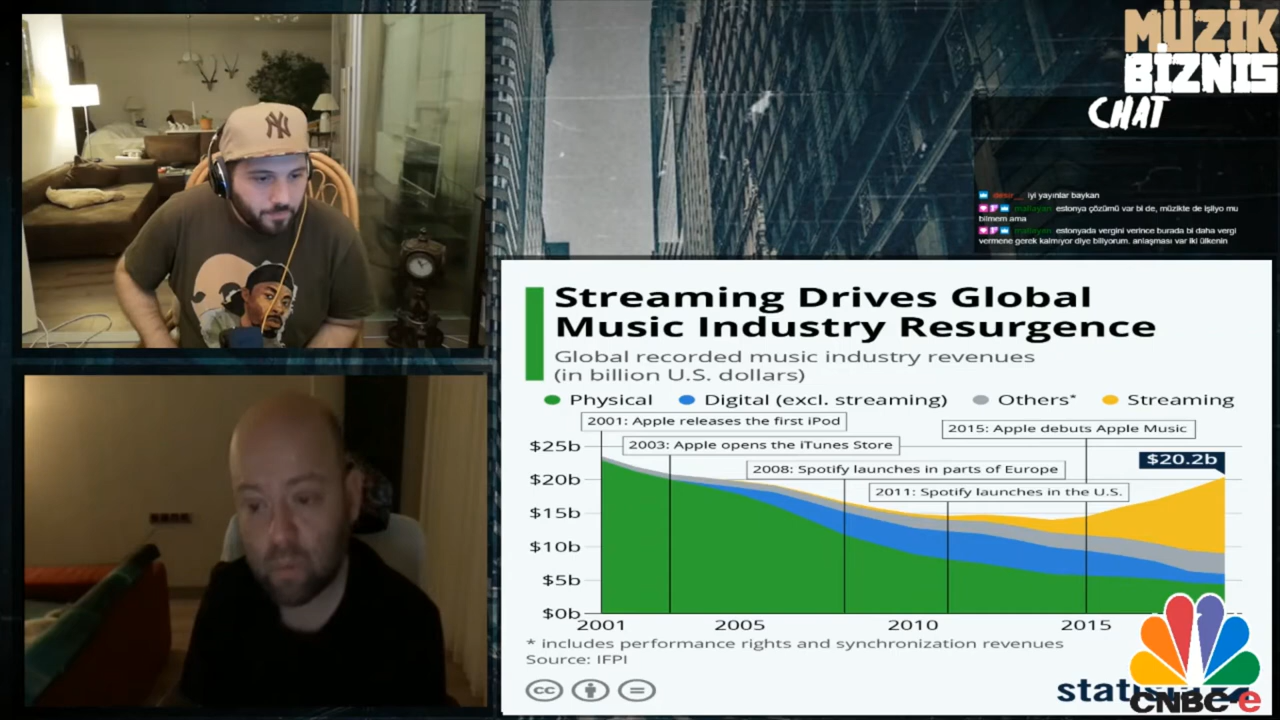 MÜZİK
BİZNIS
CHAT
iyi yayınlar baykan
estonya çözümü var bi de, müzikte de işliyo mu
bilmem ama
estonyada vergini verince burada bi daha vergi
vermene gerek kalmıyor diye biliyorum. anlaşması var iki ülkenin
NY
Streaming Drives Global
Music Industry Resurgence
Global recorded music industry revenues
(in billion U.S. dollars)
Physical Digital (excl. streaming) Others* Streaming
2001: Apple releases the first iPod
2015: Apple debuts Apple Music
2003: Apple opens the iTunes Store
$25b
$20.2b
2008: Spotify launches in parts of Europe
$20b
2011: Spotify launches in the U.S.
$15b
$10b
$5b
$0b
2001 2005 2010 2015
* includes performance rights and synchronization revenues
Source: IFPI
cc
CNBC-e